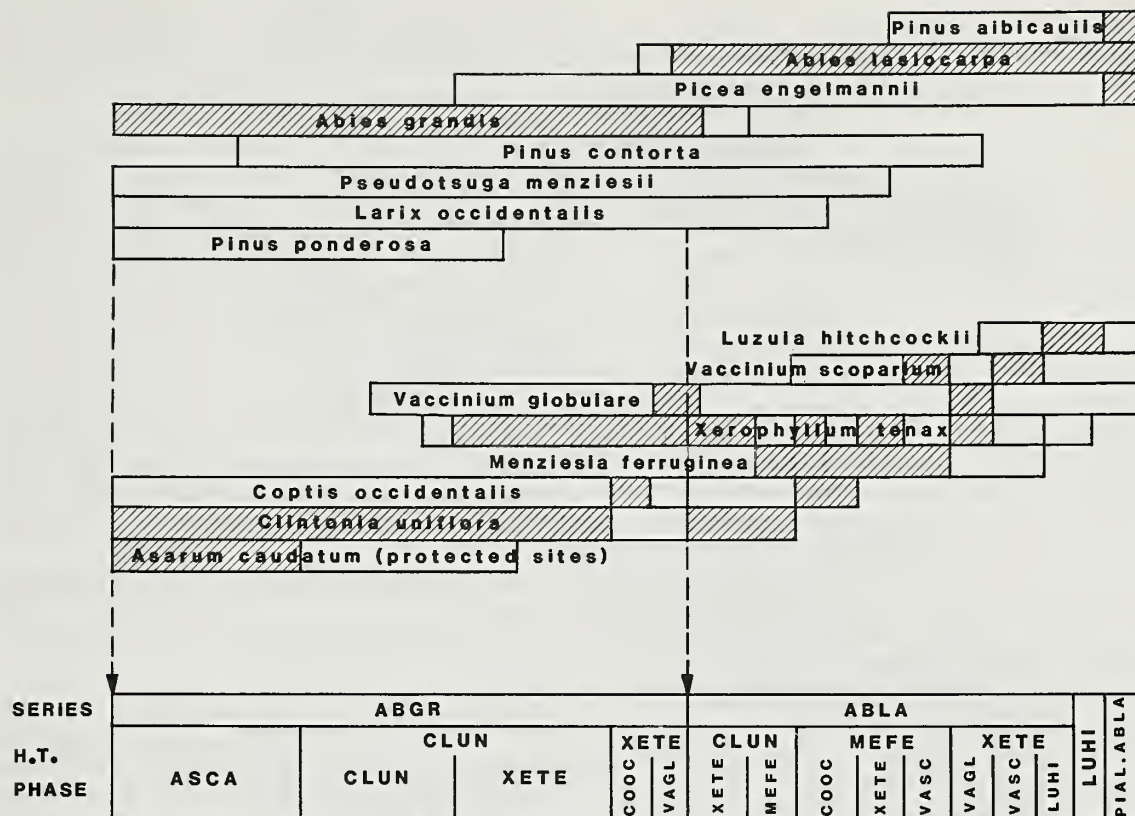 Pinus aibicauiis
Abies lasiocarpa
Picea engelmannii
Abies grandis
Pinus contorta
Pseudotsuga menziesii
Larix occidentalis
Pinus ponderosa
Luzula hitchcockii
Vaccinium scoparium
Vaccinium globulare
Xerophyllum tenax
Menziesia ferruginea
Coptis occidentalis
Clintonia uniflora
Asarum caudatum (protected sites)
SERIES ABGR ABLA LUHI PIAL.ABLA
H.T. CLUN XETE CLUN MEFE XETE
PHASE ASCA CLUN XETE COOC VAGL XETE MEFE COOC XETE VASC VAGL VASC LUHI